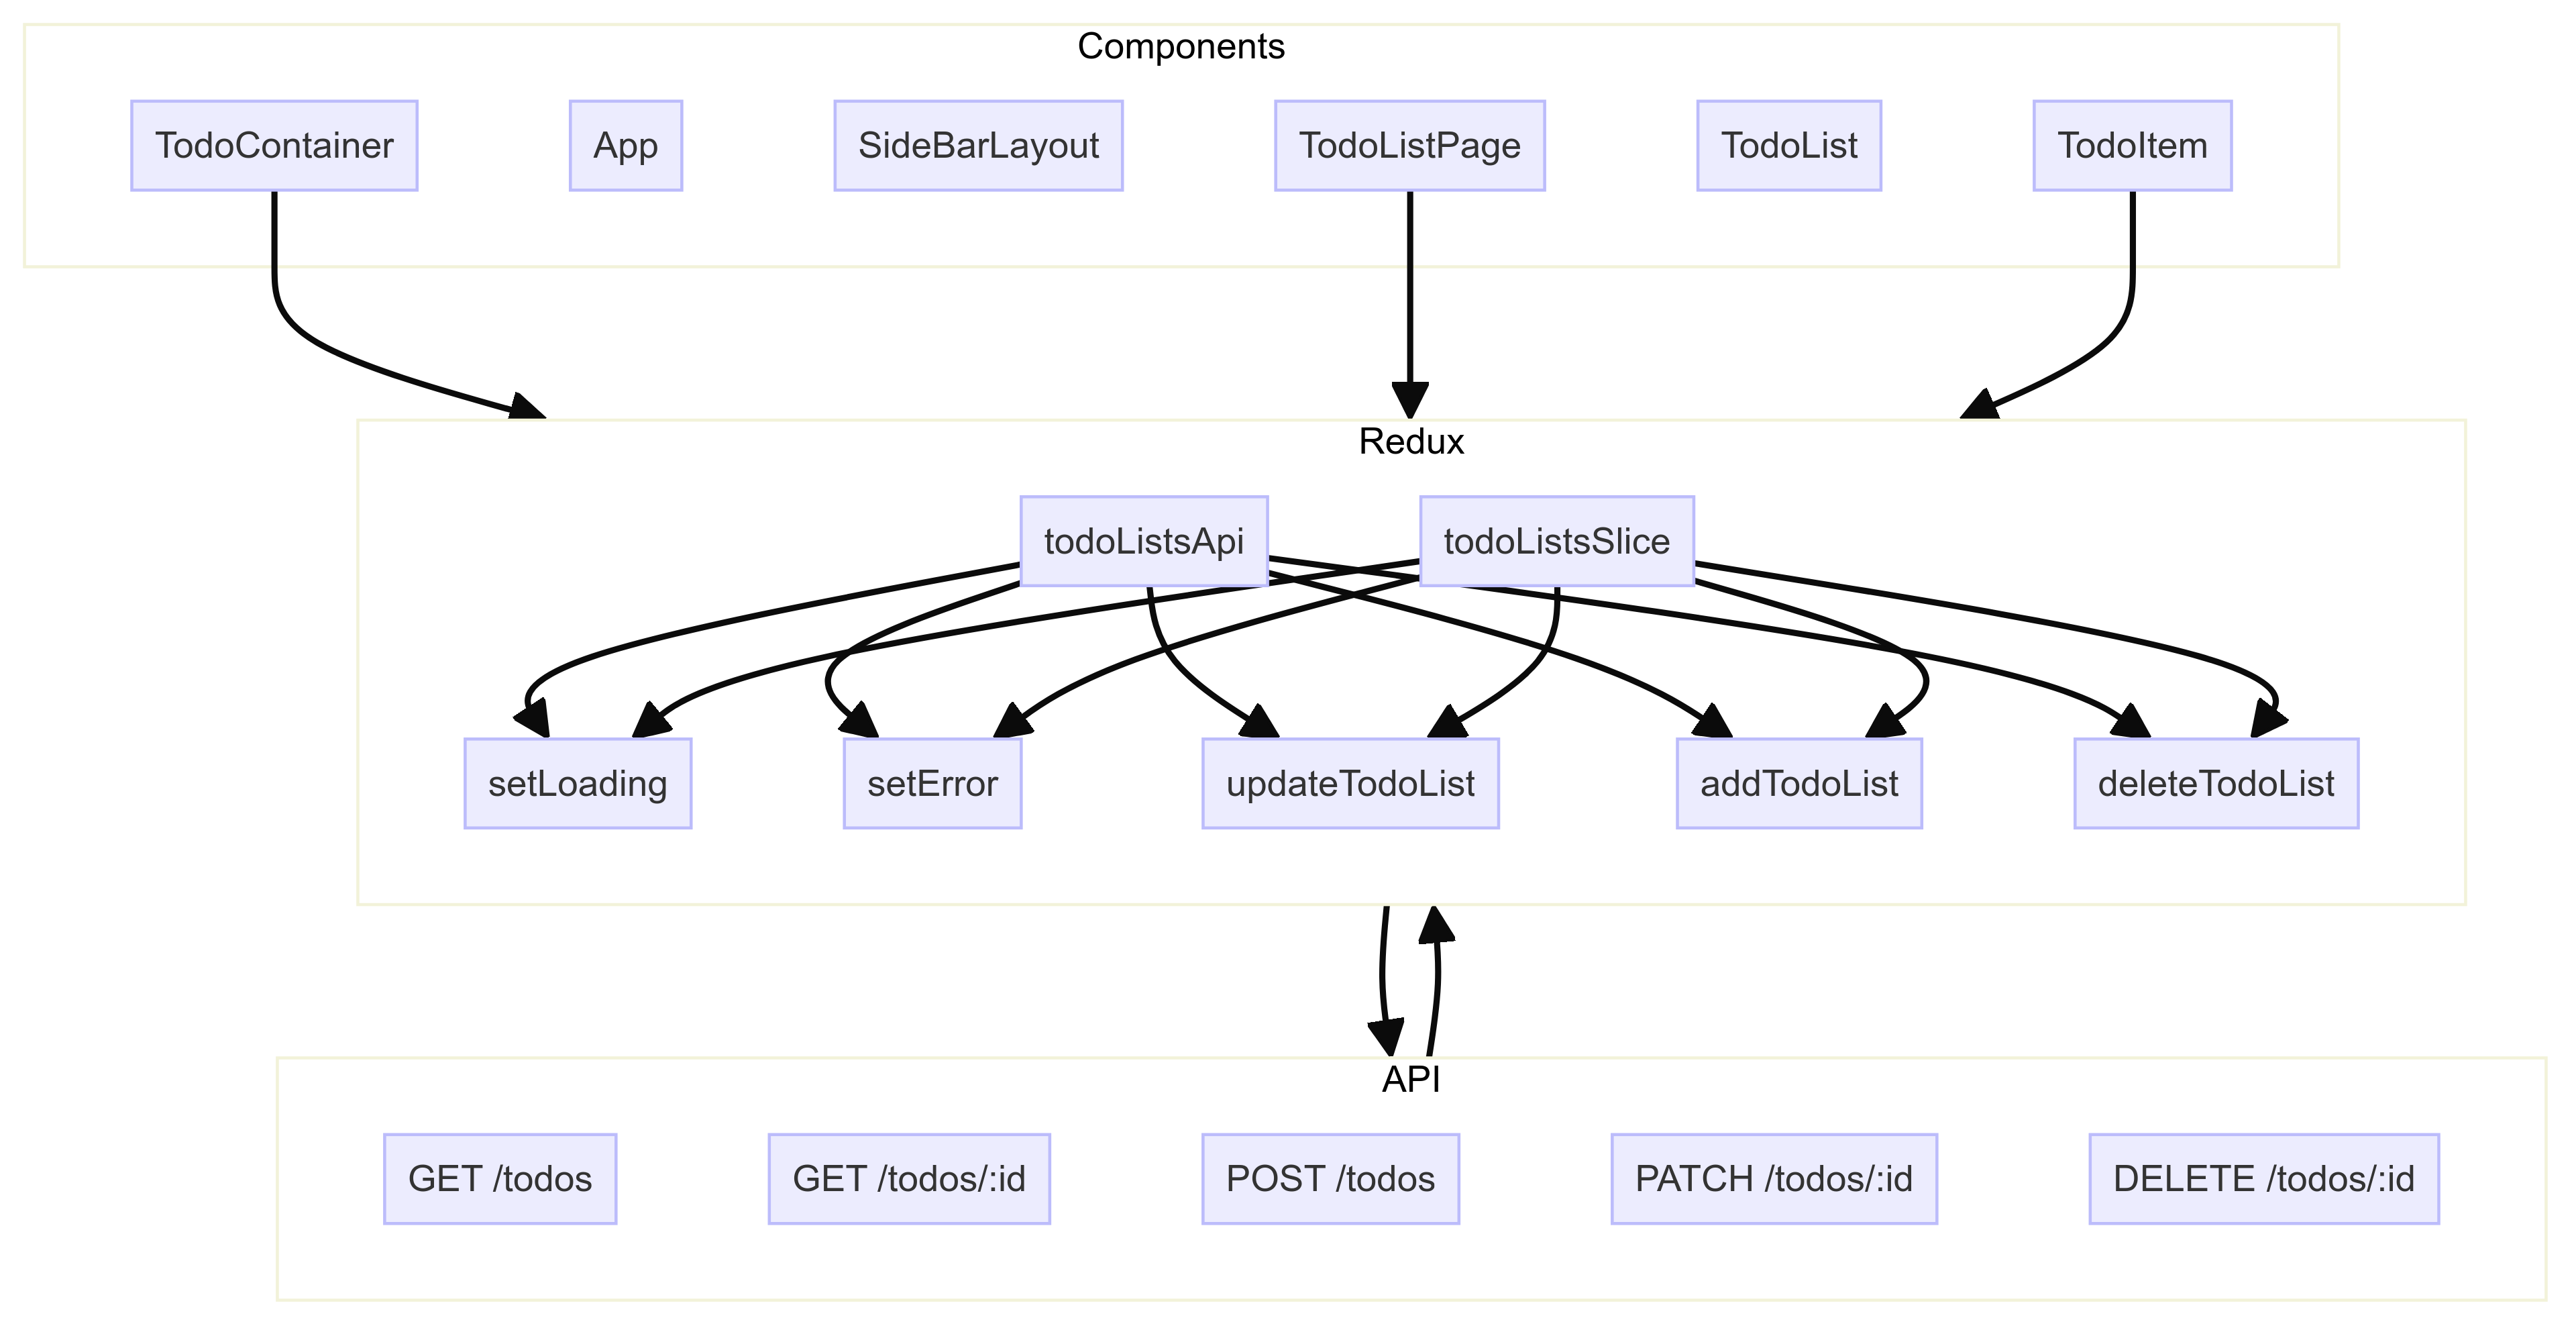 Components
TodoContainer
App
SideBarLayout
TodoListPage
TodoList
TodoItem
Redux
todoListsApi
todoListsSlice
setLoading
setError
updateTodoList
addTodoList
deleteTodoList
API
GET /todos
GET /todos/:id
POST /todos
PATCH /todos/:id
DELETE /todos/:id